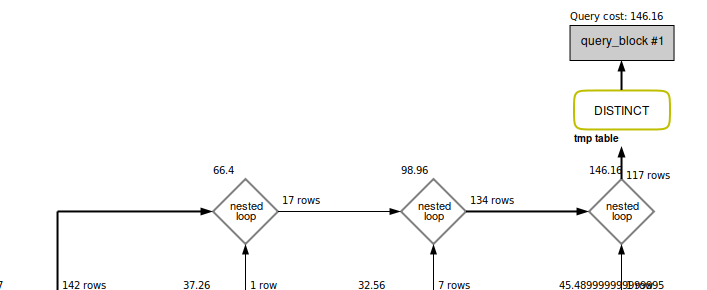 Query cost: 146.16
query_block #1
DISTINCT
tmp table
66.4
98.96
146.16
117 rows
nested
loop
17 rows
nested
loop
134 rows
nested
loop
7
142 rows
37.26
1 row
32.56
7 rows